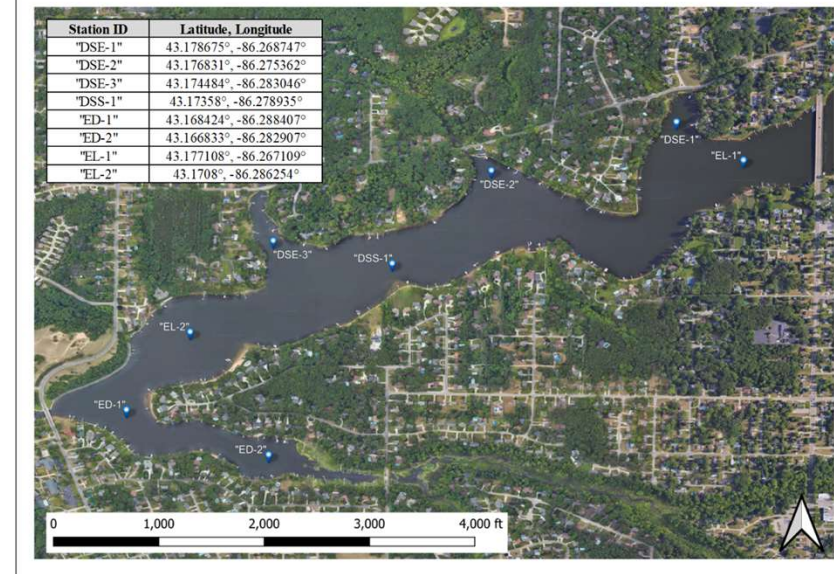 Station ID Latitude, Longitude
"DSE-1" 43.178675°, -86.268747°
"DSE-2" 43.176831°, -86.275362°
"DSE-3" 43.174484°, -86.283046°
"DSS-1" 43.17358°, -86.278935°
"ED-1" 43.168424°, -86.288407°
"ED-2" 43.166833°, -86.282907°
"EL-1" 43.177108°, -86.267109°
"EL-2" 43.1708°, -86.286254°
"DSE-1"
"EL-1"
"DSE-2"
"DSE-3"
"DSS-1"
"EL-2"
"ED-1"
"ED-2"
0 1,000 2,000 3,000 4,000 ft